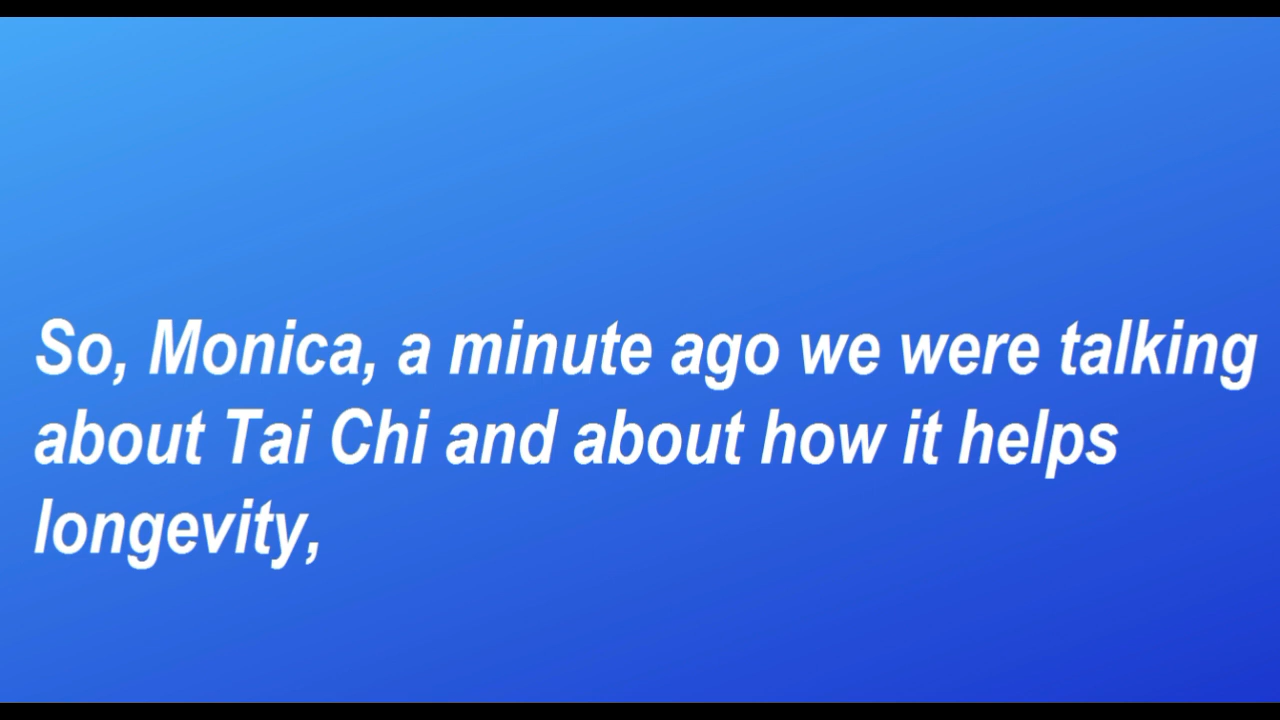 So, Monica, a minute ago we were talking
about Tai Chi and about how it helps
longevity,